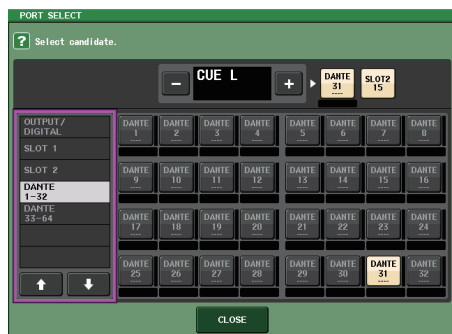 PORT SELECT
? Select candidate.
− CUE L + DANTE 31 ---- SLOT2 15
OUTPUT/
DIGITAL
SLOT 1
SLOT 2
DANTE
1-32
DANTE
33-64
DANTE 1 ---- DANTE 2 ---- DANTE 3 ---- DANTE 4 ---- DANTE 5 ---- DANTE 6 ---- DANTE 7 ---- DANTE 8 ----
DANTE 9 ---- DANTE 10 ---- DANTE 11 ---- DANTE 12 ---- DANTE 13 ---- DANTE 14 ---- DANTE 15 ---- DANTE 16 ----
DANTE 17 ---- DANTE 18 ---- DANTE 19 ---- DANTE 20 ---- DANTE 21 ---- DANTE 22 ---- DANTE 23 ---- DANTE 24 ----
DANTE 25 ---- DANTE 26 ---- DANTE 27 ---- DANTE 28 ---- DANTE 29 ---- DANTE 30 ---- DANTE 31 ---- DANTE 32 ----
CLOSE